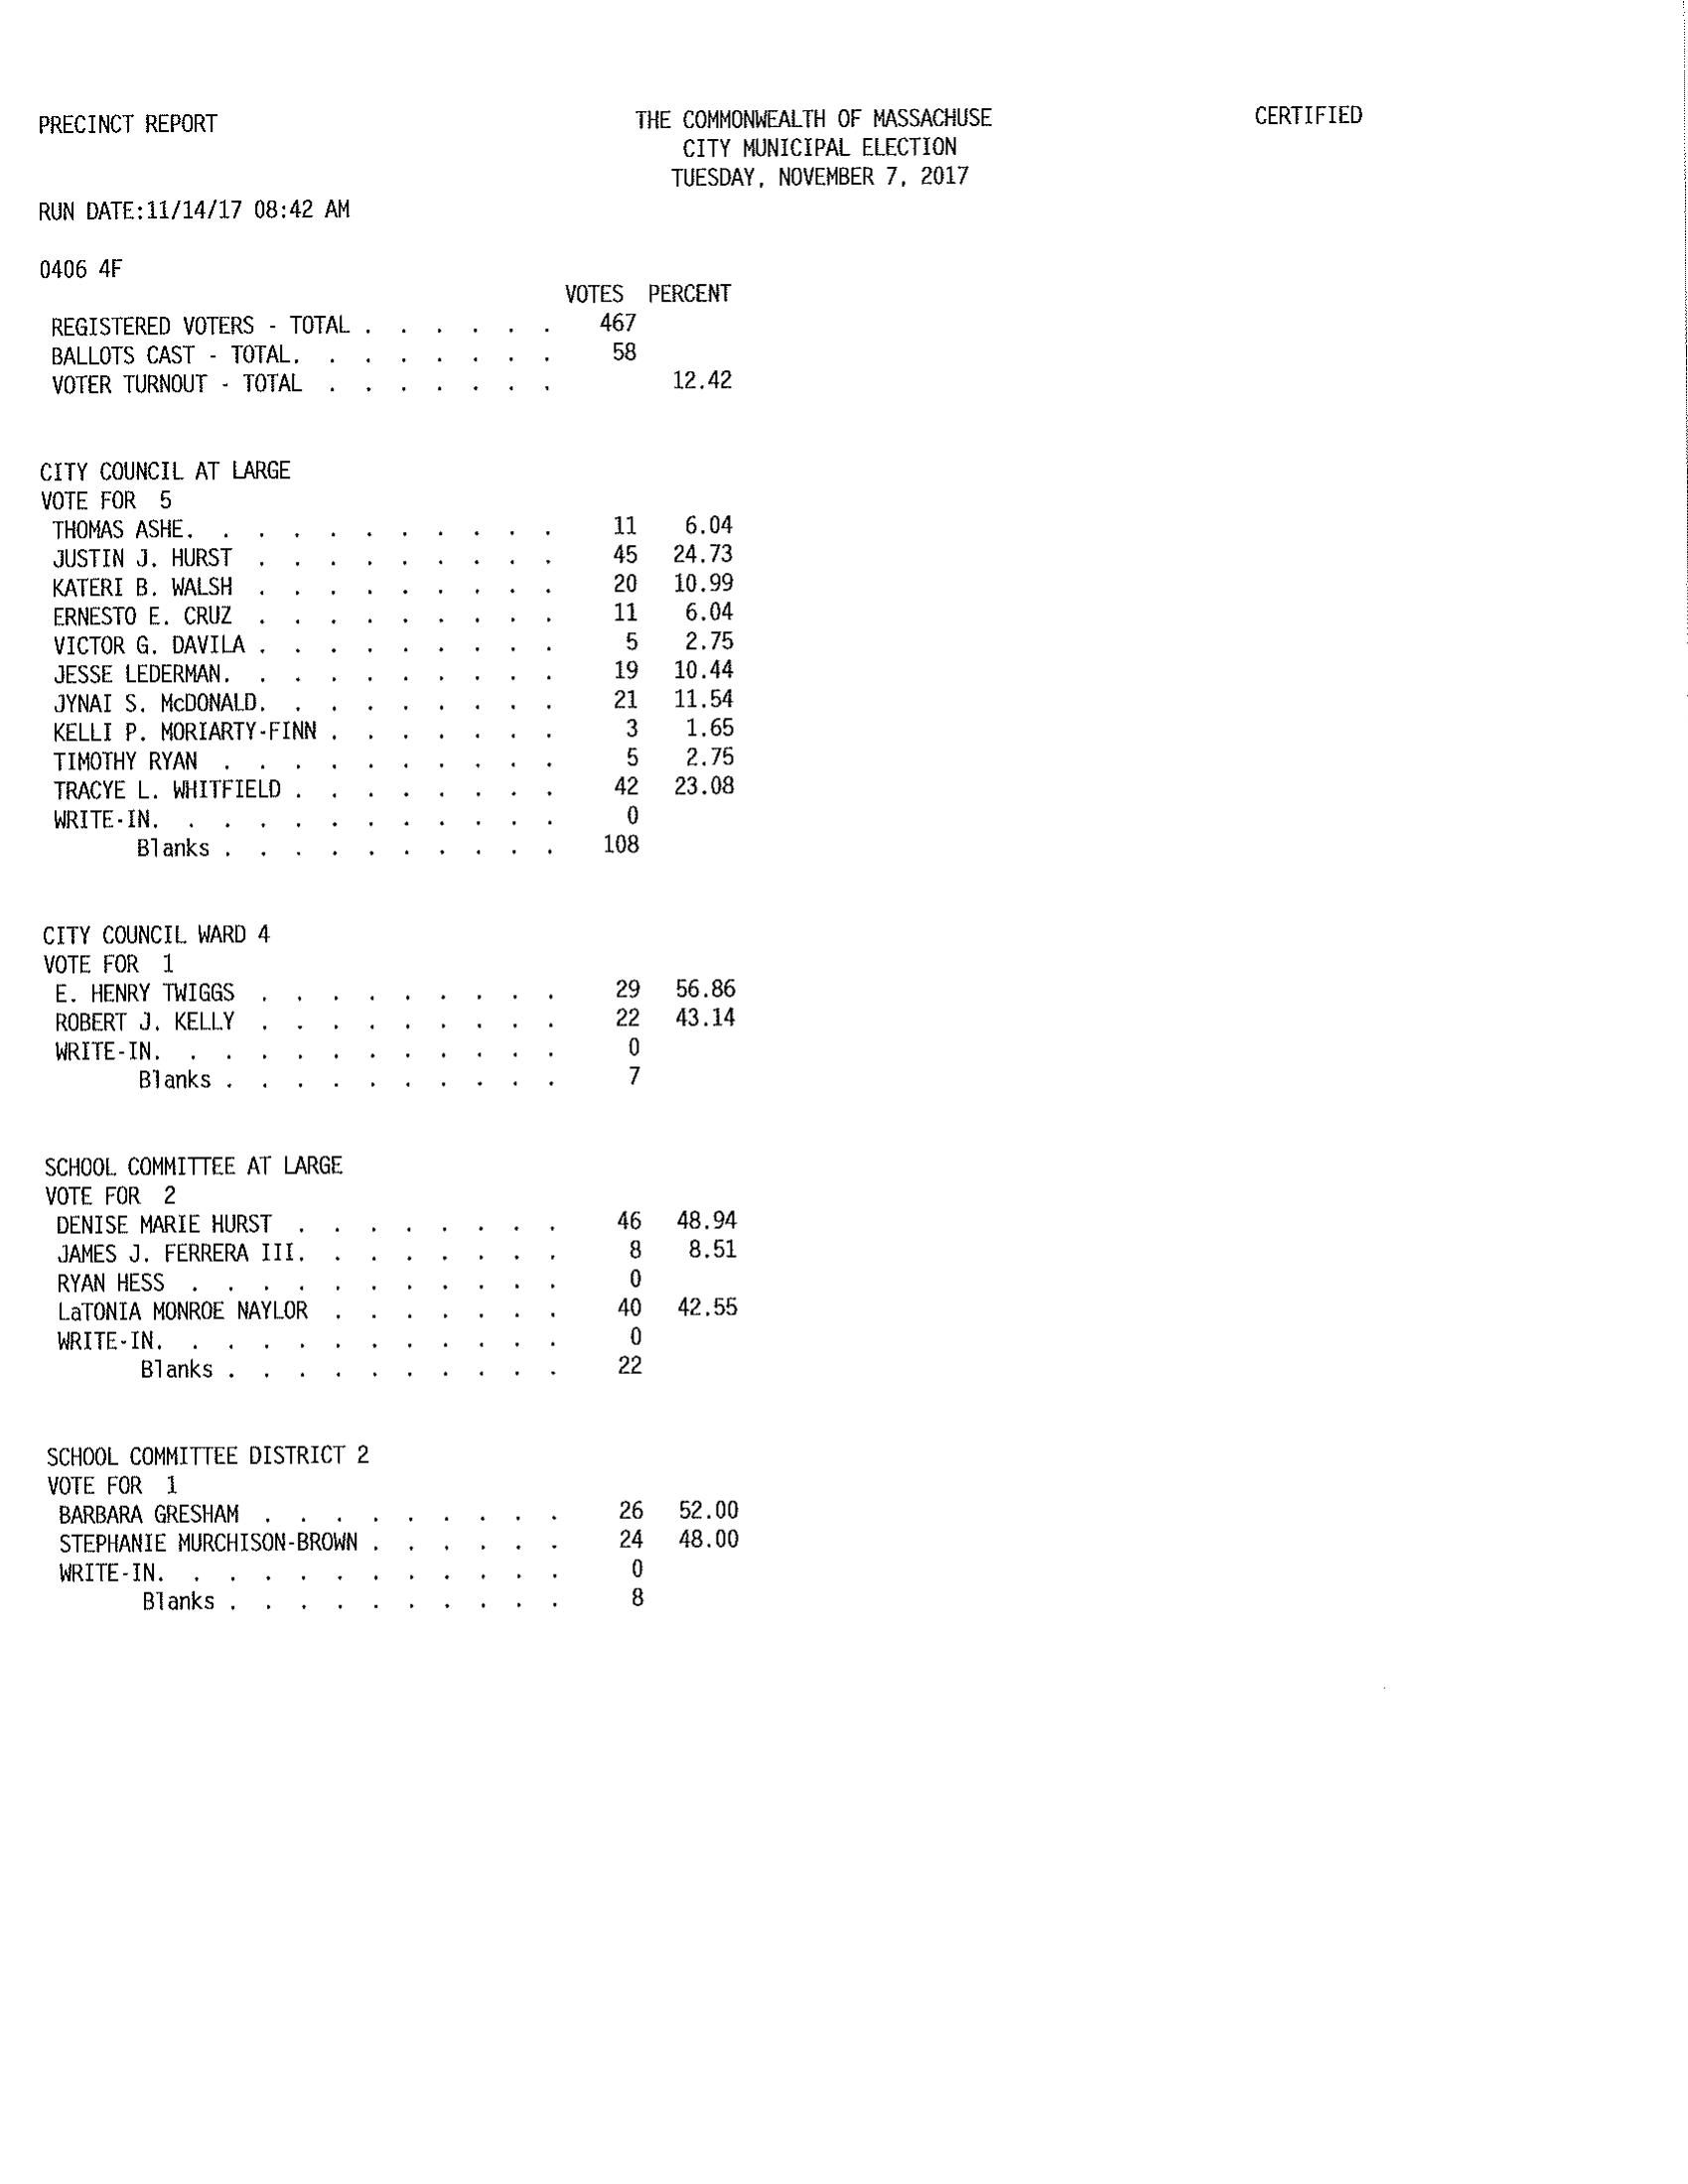 PRECINCT REPORT THE COMMONWEALTH OF MASSACHUSE CERTIFIED
CITY MUNICIPAL ELECTION
TUESDAY, NOVEMBER 7, 2017
RUN DATE:11/14/17 08:42 AM
0406 4F
VOTES PERCENT
REGISTERED VOTERS - TOTAL . . . . . . 467
BALLOTS CAST - TOTAL. . . . . . . . 58
VOTER TURNOUT - TOTAL . . . . . . . 12.42
CITY COUNCIL AT LARGE
VOTE FOR 5
THOMAS ASHE. . . . . . . . . . . 11 6.04
JUSTIN J. HURST . . . . . . . . . 45 24.73
KATERI B. WALSH . . . . . . . . . 20 10.99
ERNESTO E. CRUZ . . . . . . . . . 11 6.04
VICTOR G. DAVILA . . . . . . . . . 5 2.75
JESSE LEDERMAN. . . . . . . . . . 19 10.44
JYNAI S. McDONALD. . . . . . . . . 21 11.54
KELLI P. MORIARTY-FINN . . . . . . . 3 1.65
TIMOTHY RYAN . . . . . . . . . . 5 2.75
TRACYE L. WHITFIELD . . . . . . . . 42 23.08
WRITE-IN. . . . . . . . . . . . 0
Blanks . . . . . . . . . . 108
CITY COUNCIL WARD 4
VOTE FOR 1
E. HENRY TWIGGS . . . . . . . . . 29 56.86
ROBERT J. KELLY . . . . . . . . . 22 43.14
WRITE-IN. . . . . . . . . . . . 0
Blanks . . . . . . . . . . 7
SCHOOL COMMITTEE AT LARGE
VOTE FOR 2
DENISE MARIE HURST . . . . . . . . 46 48.94
JAMES J. FERRERA III. . . . . . . . 8 8.51
RYAN HESS . . . . . . . . . . . 0
LaTONIA MONROE NAYLOR . . . . . . . 40 42.55
WRITE-IN. . . . . . . . . . . . 0
Blanks . . . . . . . . . . 22
SCHOOL COMMITTEE DISTRICT 2
VOTE FOR 1
BARBARA GRESHAM . . . . . . . . . 26 52.00
STEPHANIE MURCHISON-BROWN . . . . . . 24 48.00
WRITE-IN. . . . . . . . . . . . 0
Blanks . . . . . . . . . . 8